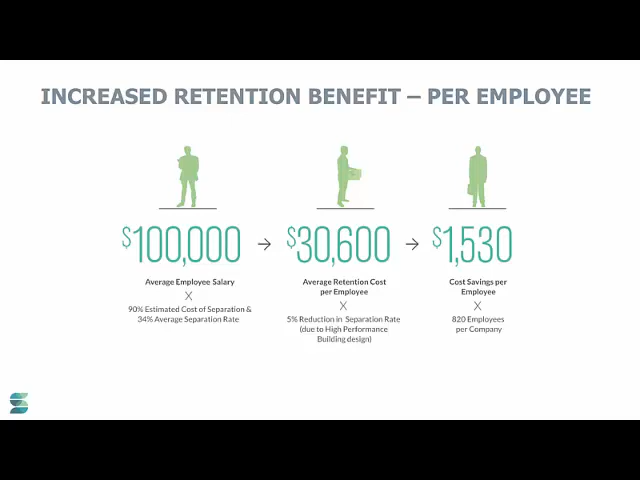 INCREASED RETENTION BENEFIT – PER EMPLOYEE
$100,000
Average Employee Salary
X
90% Estimated Cost of Separation &
34% Average Separation Rate
$30,600
Average Retention Cost
per Employee
X
5% Reduction in Separation Rate
(due to High Performance
Building design)
$1,530
Cost Savings per
Employee
X
820 Employees
per Company